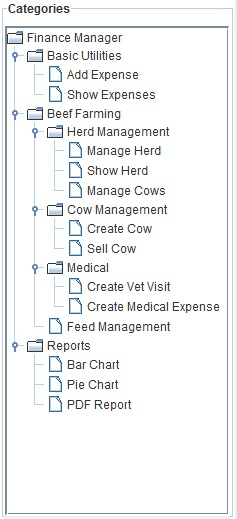 Categories
Finance Manager
Basic Utilities
Add Expense
Show Expenses
Beef Farming
Herd Management
Manage Herd
Show Herd
Manage Cows
Cow Management
Create Cow
Sell Cow
Medical
Create Vet Visit
Create Medical Expense
Feed Management
Reports
Bar Chart
Pie Chart
PDF Report